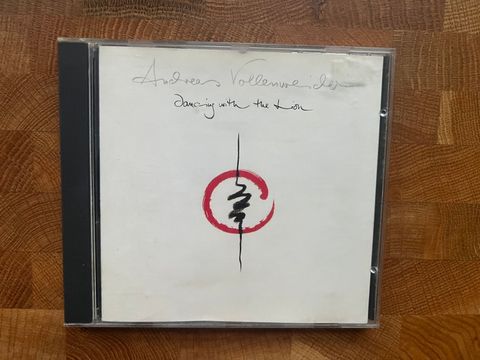 Andreas Vollenweider
dancing with the Lion